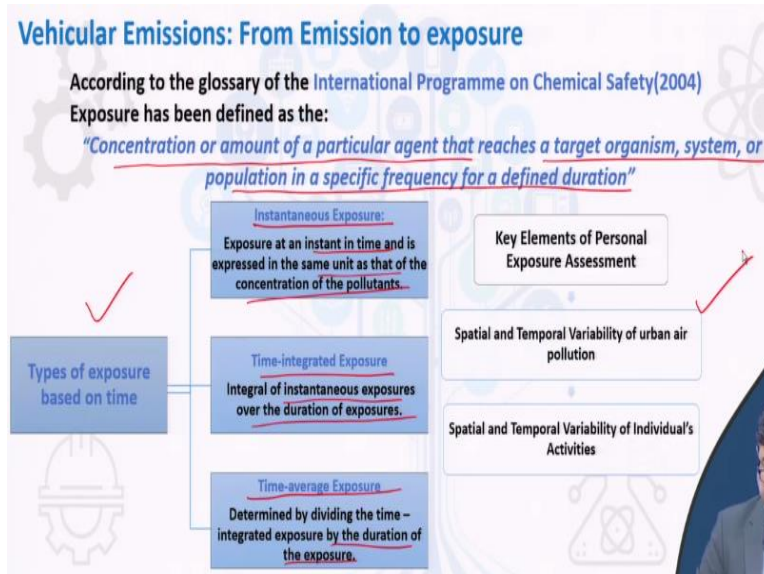 Vehicular Emissions: From Emission to exposure
According to the glossary of the International Programme on Chemical Safety(2004)
Exposure has been defined as the:
“Concentration or amount of a particular agent that reaches a target organism, system, or
population in a specific frequency for a defined duration”
Types of exposure
based on time
Instantaneous Exposure:
Exposure at an instant in time and is
expressed in the same unit as that of the
concentration of the pollutants.
Time-integrated Exposure
Integral of instantaneous exposures
over the duration of exposures.
Time-average Exposure
Determined by dividing the time –
integrated exposure by the duration of
the exposure.
Key Elements of Personal
Exposure Assessment
Spatial and Temporal Variability of urban air
pollution
Spatial and Temporal Variability of Individual’s
Activities